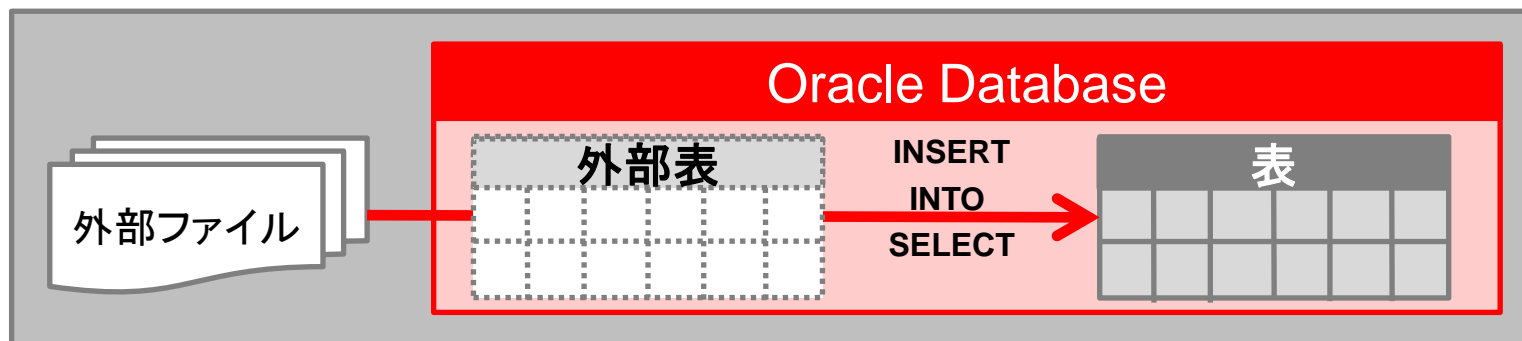 Oracle Database
外部ファイル
外部表
INSERT
INTO
SELECT
表